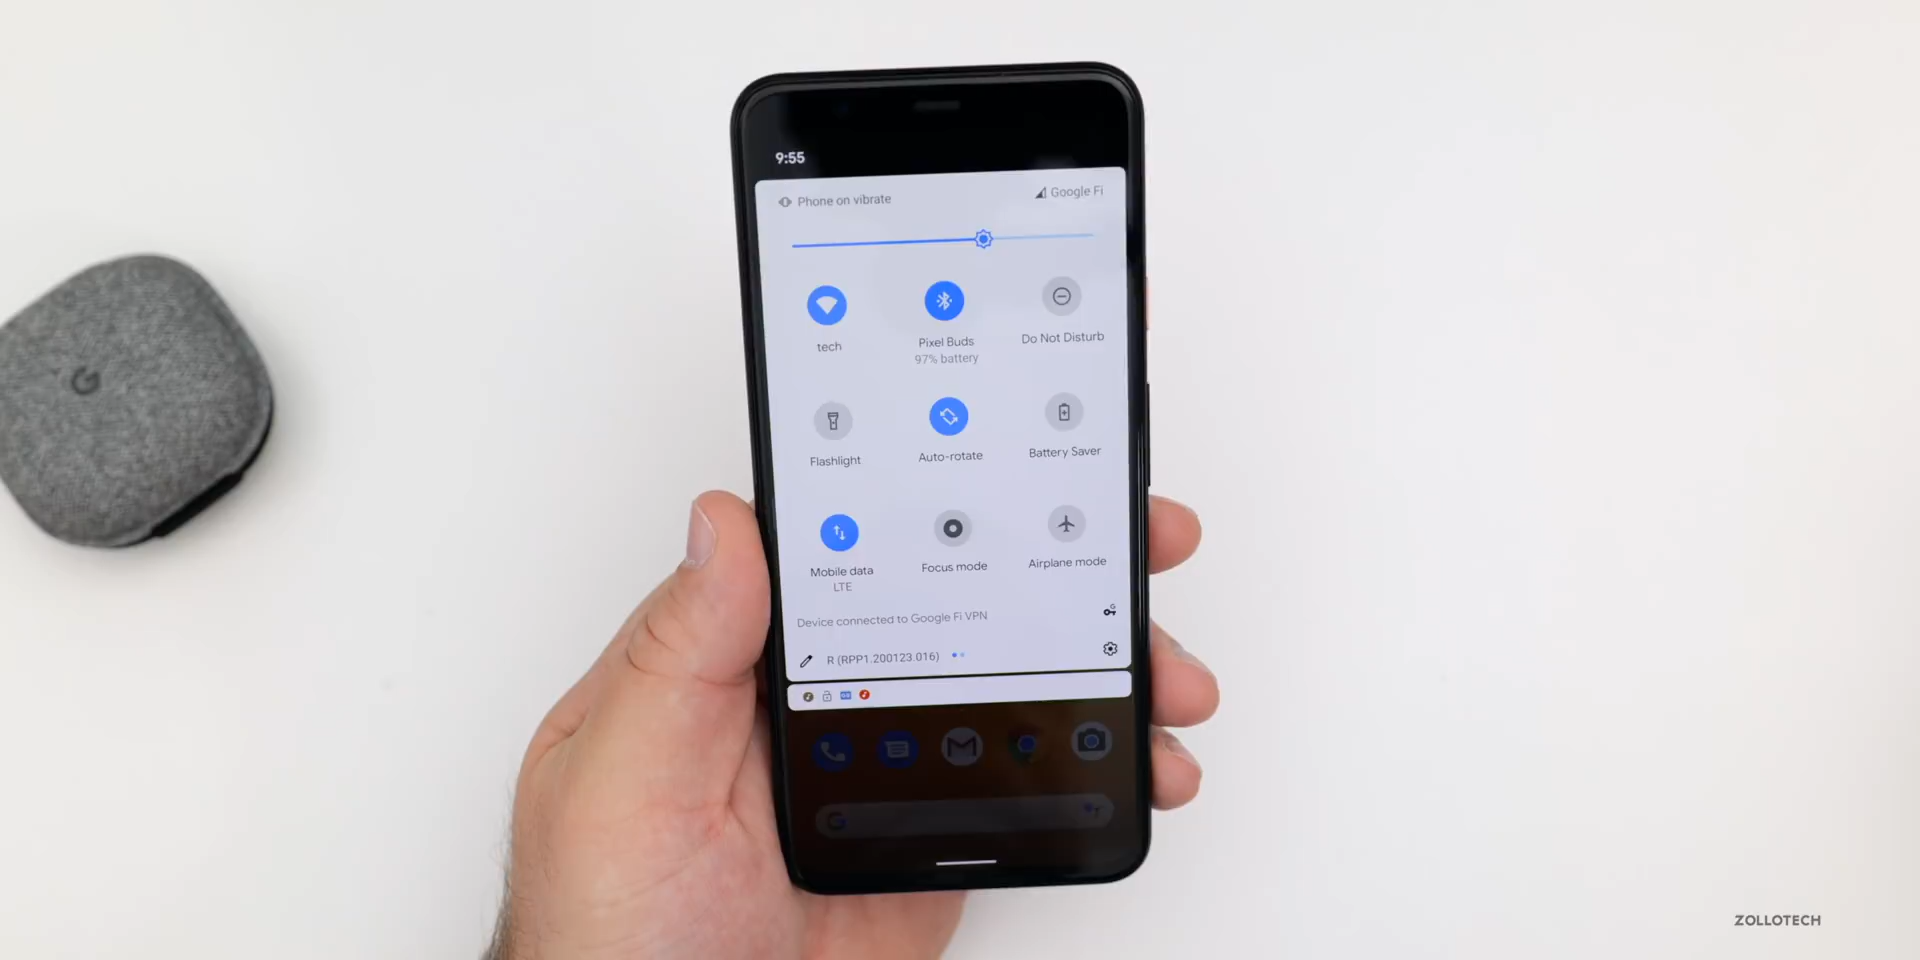 9:55
Phone on vibrate
Google Fi
tech
Pixel Buds
97% battery
Do Not Disturb
Flashlight
Auto-rotate
Battery Saver
Mobile data
LTE
Focus mode
Airplane mode
Device connected to Google Fi VPN
R (RPP1.200123.016)
G
ZOLLOTECH